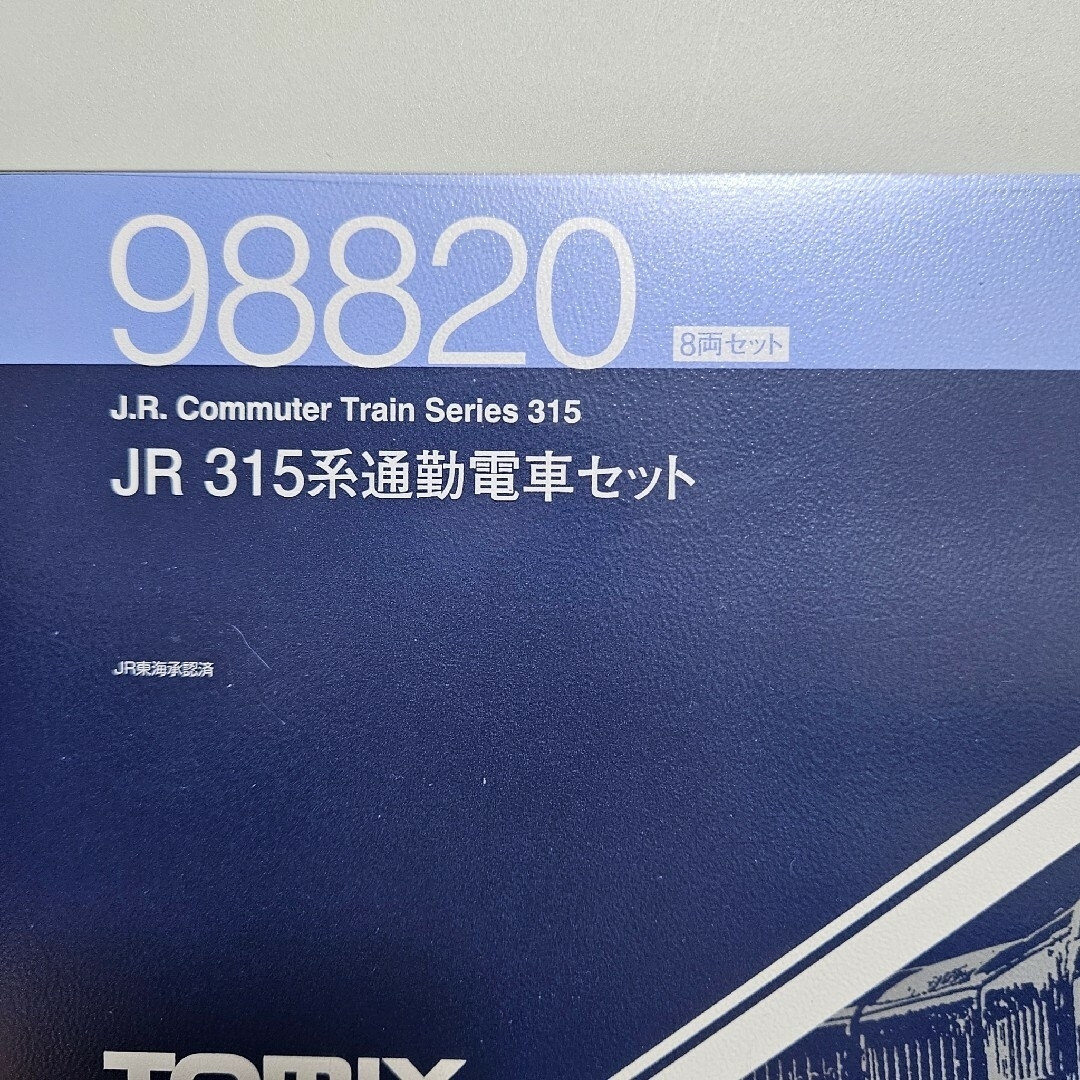 98820 8両セット
J.R. Commuter Train Series 315
JR 315系通勤電車セット
JR東海承認済
TOMIX